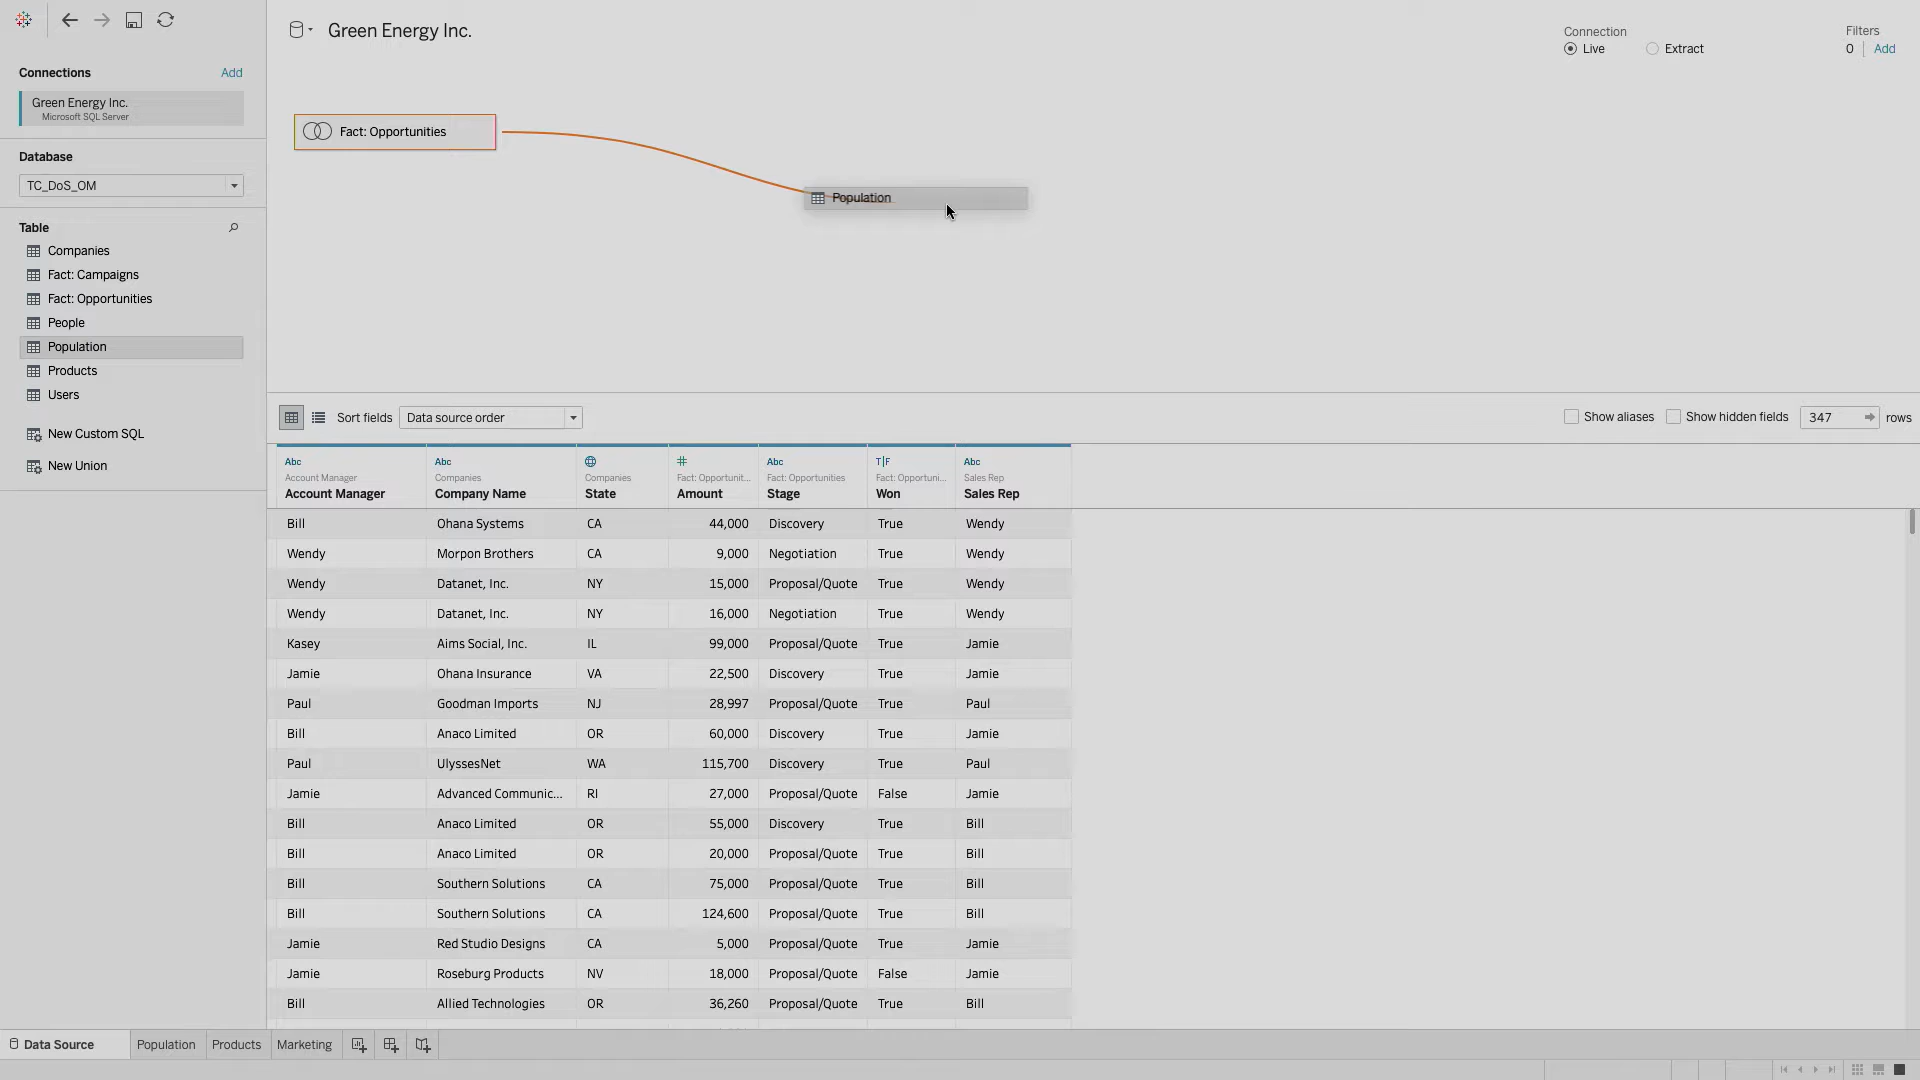 Green Energy Inc.
Connection
Live
Extract
Filters
0
Add
Connections
Add
Green Energy Inc.
Microsoft SQL Server
Database
TC_DoS_OM
Table
Companies
Fact: Campaigns
Fact: Opportunities
People
Population
Products
Users
New Custom SQL
New Union
Fact: Opportunities
Population
Sort fields
Data source order
Show aliases
Show hidden fields
347
rows
Abc Abc # Abc T|F Abc
Account Manager Companies Companies Fact: Opportunit... Fact: Opportunities Fact: Opportuni... Sales Rep
Account Manager Company Name State Amount Stage Won Sales Rep
Bill Ohana Systems CA 44,000 Discovery True Wendy
Wendy Morpon Brothers CA 9,000 Negotiation True Wendy
Wendy Datanet, Inc. NY 15,000 Proposal/Quote True Wendy
Wendy Datanet, Inc. NY 16,000 Negotiation True Wendy
Kasey Aims Social, Inc. IL 99,000 Proposal/Quote True Jamie
Jamie Ohana Insurance VA 22,500 Discovery True Jamie
Paul Goodman Imports NJ 28,997 Proposal/Quote True Paul
Bill Anaco Limited OR 60,000 Discovery True Jamie
Paul UlyssesNet WA 115,700 Discovery True Paul
Jamie Advanced Communic... RI 27,000 Proposal/Quote False Jamie
Bill Anaco Limited OR 55,000 Discovery True Bill
Bill Anaco Limited OR 20,000 Proposal/Quote True Bill
Bill Southern Solutions CA 75,000 Proposal/Quote True Bill
Bill Southern Solutions CA 124,600 Proposal/Quote True Bill
Jamie Red Studio Designs CA 5,000 Proposal/Quote True Jamie
Jamie Roseburg Products NV 18,000 Proposal/Quote False Jamie
Bill Allied Technologies OR 36,260 Proposal/Quote True Bill
Data Source Population Products Marketing